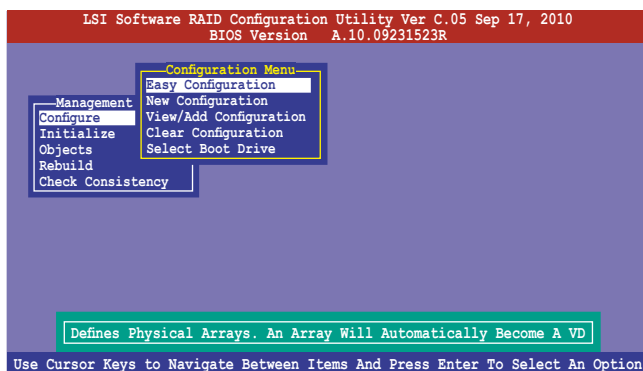 LSI Software RAID Configuration Utility Ver C.05 Sep 17, 2010
BIOS Version A.10.09231523R
Configuration Menu
Easy Configuration
New Configuration
View/Add Configuration
Clear Configuration
Select Boot Drive
Management
Configure
Initialize
Objects
Rebuild
Check Consistency
Defines Physical Arrays. An Array Will Automatically Become A VD
Use Cursor Keys to Navigate Between Items And Press Enter To Select An Option